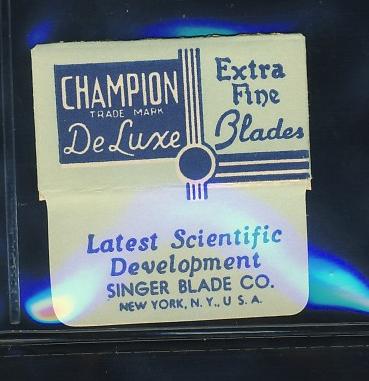 CHAMPION
TRADE MARK
De Luxe
Extra
Fine
Blades
Latest Scientific
Development
SINGER BLADE CO.
NEW YORK, N.Y., U.S.A.